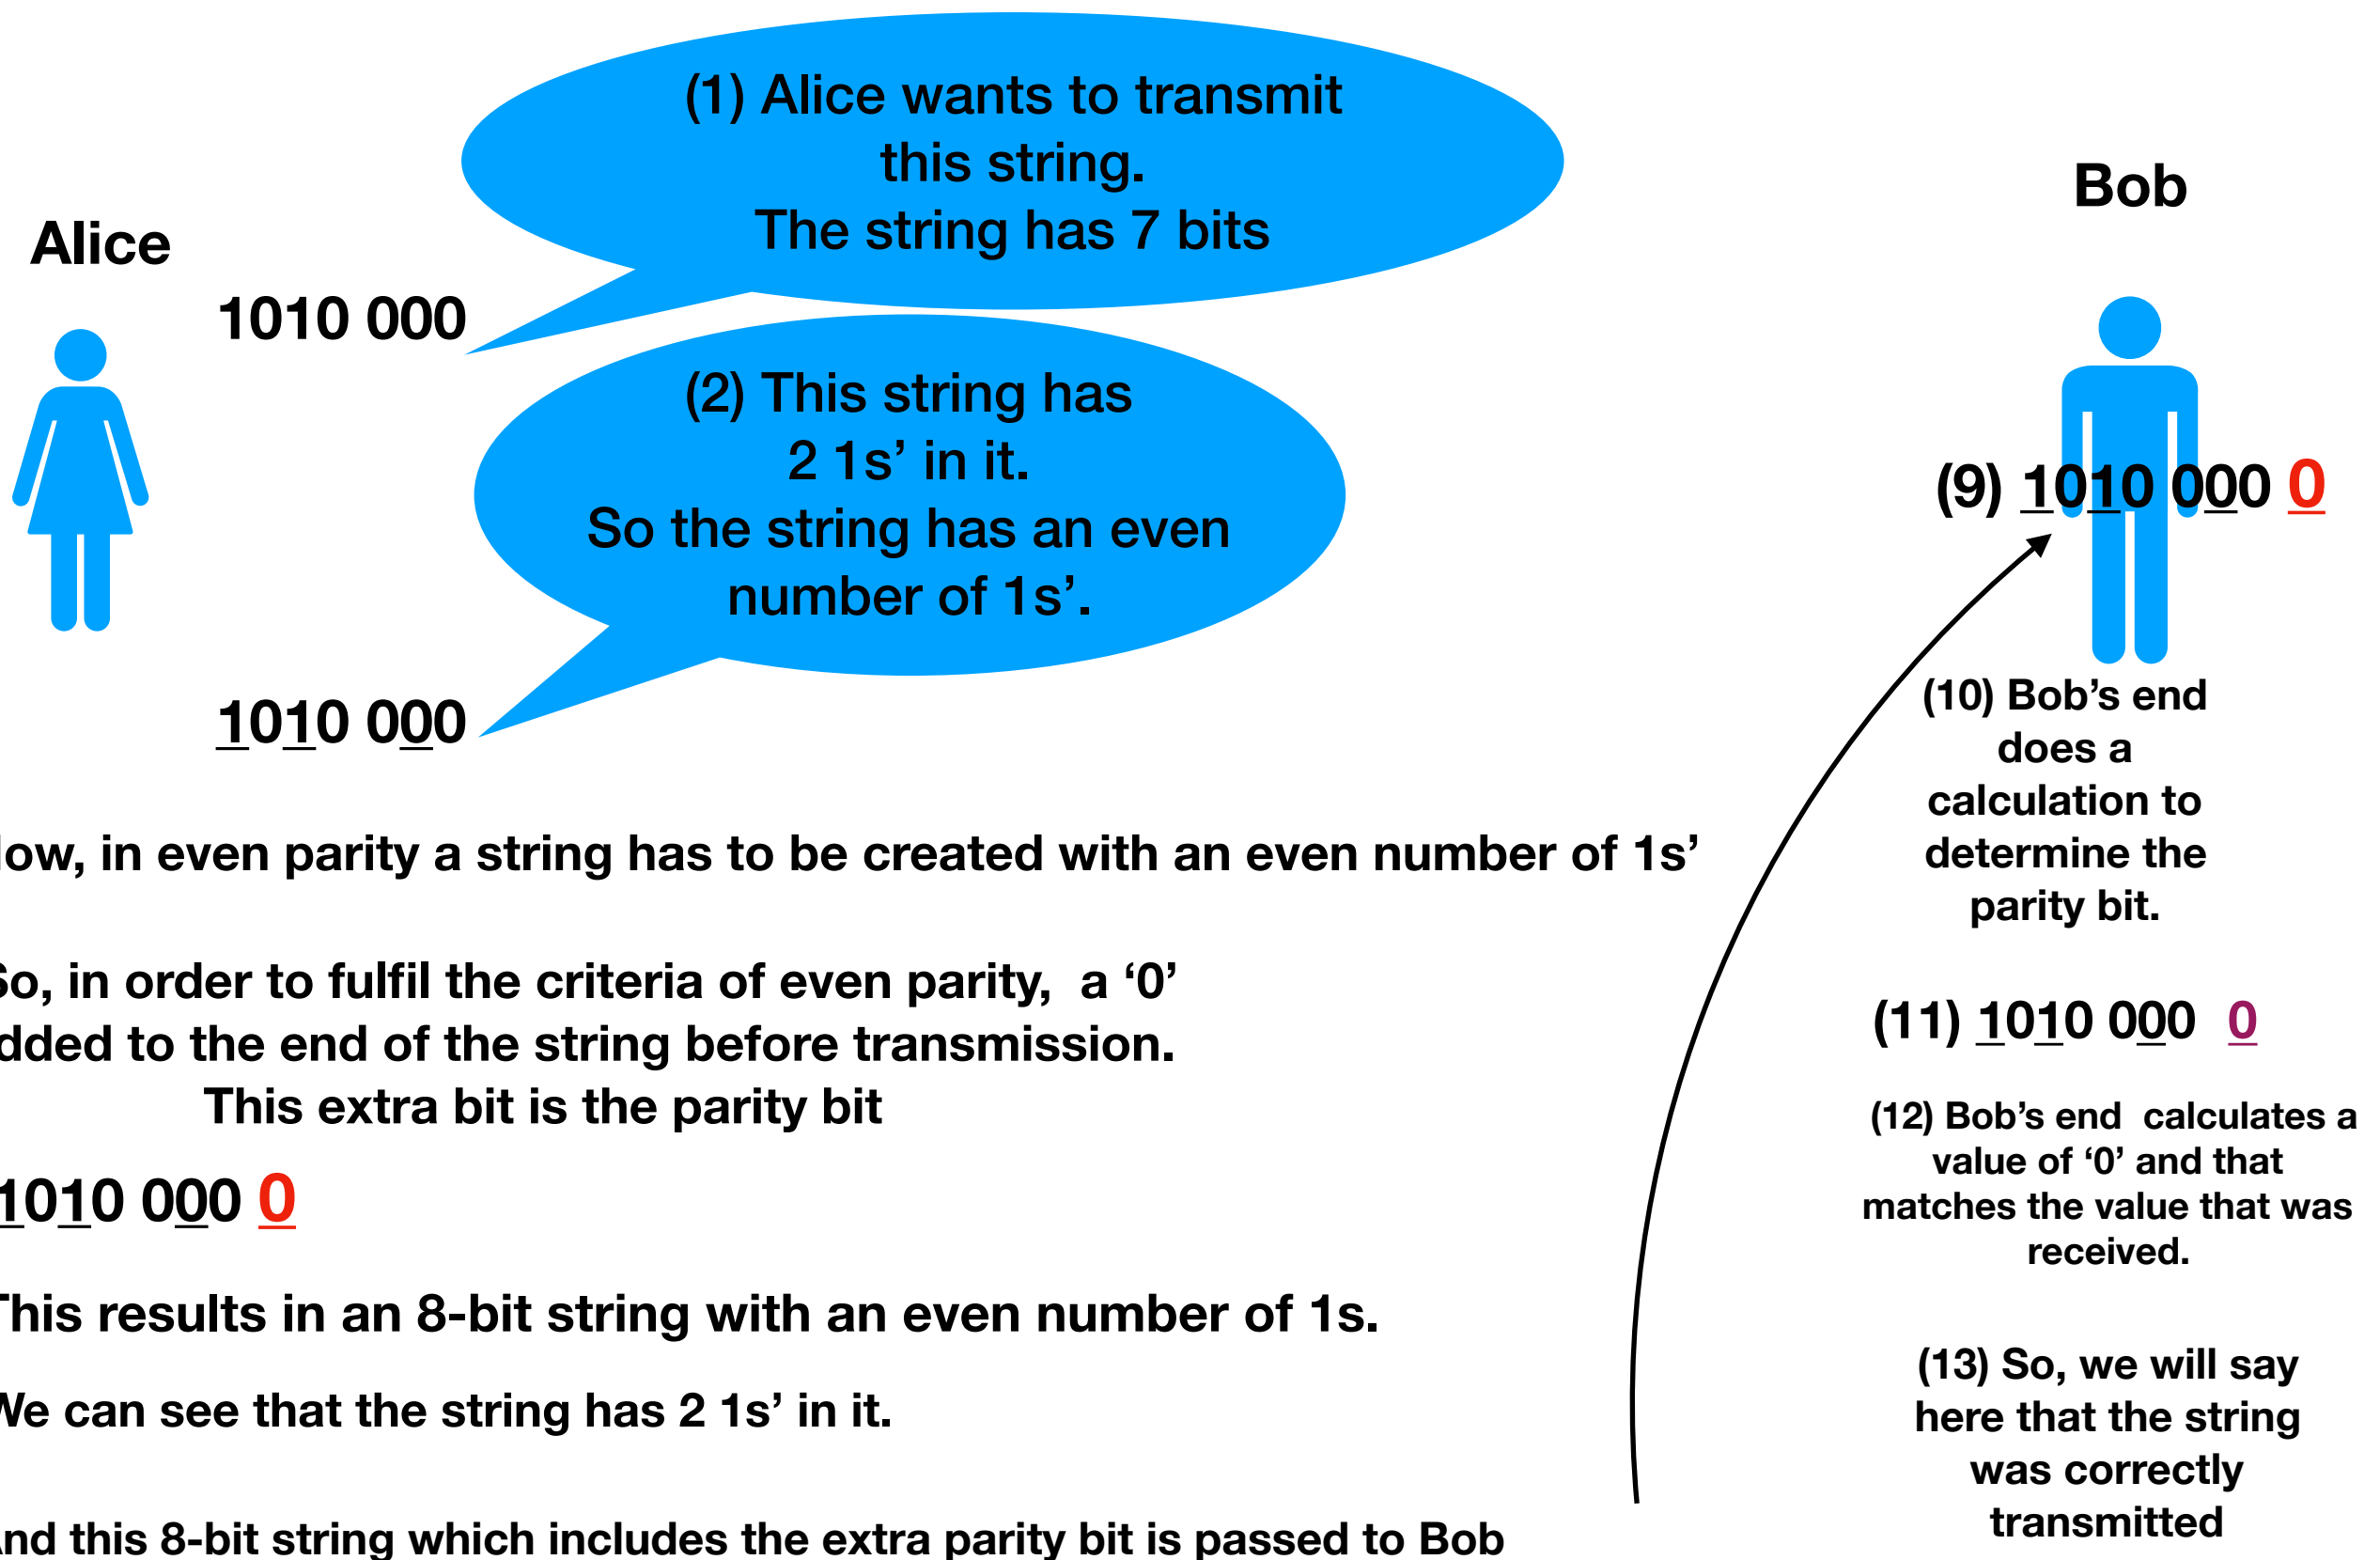 (1) Alice wants to transmit
this string.
The string has 7 bits
Bob
Alice
1010 000
(2) This string has
2 1s’ in it.
So the string has an even
number of 1s’.
1010 000
in even parity a string has to be created with an even number of 1s’
in order to fulfil the criteria of even parity, a ‘0’
to the end of the string before transmission.
This extra bit is the parity bit
1010 000 0
This results in an 8-bit string with an even number of 1s.
We can see that the string has 2 1s’ in it.
this 8-bit string which includes the extra parity bit is passed to Bob
(9) 1010 000 0
(10) Bob’s end
does a
calculation to
determine the
parity bit.
(11) 1010 000 0
(12) Bob’s end calculates a
value of ‘0’ and that
matches the value that was
received.
(13) So, we will say
here that the string
was correctly
transmitted